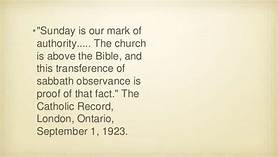 •"Sunday is our mark of
authority..... The church
is above the Bible, and
this transference of
sabbath observance is
proof of that fact." The
Catholic Record,
London, Ontario,
September 1, 1923.